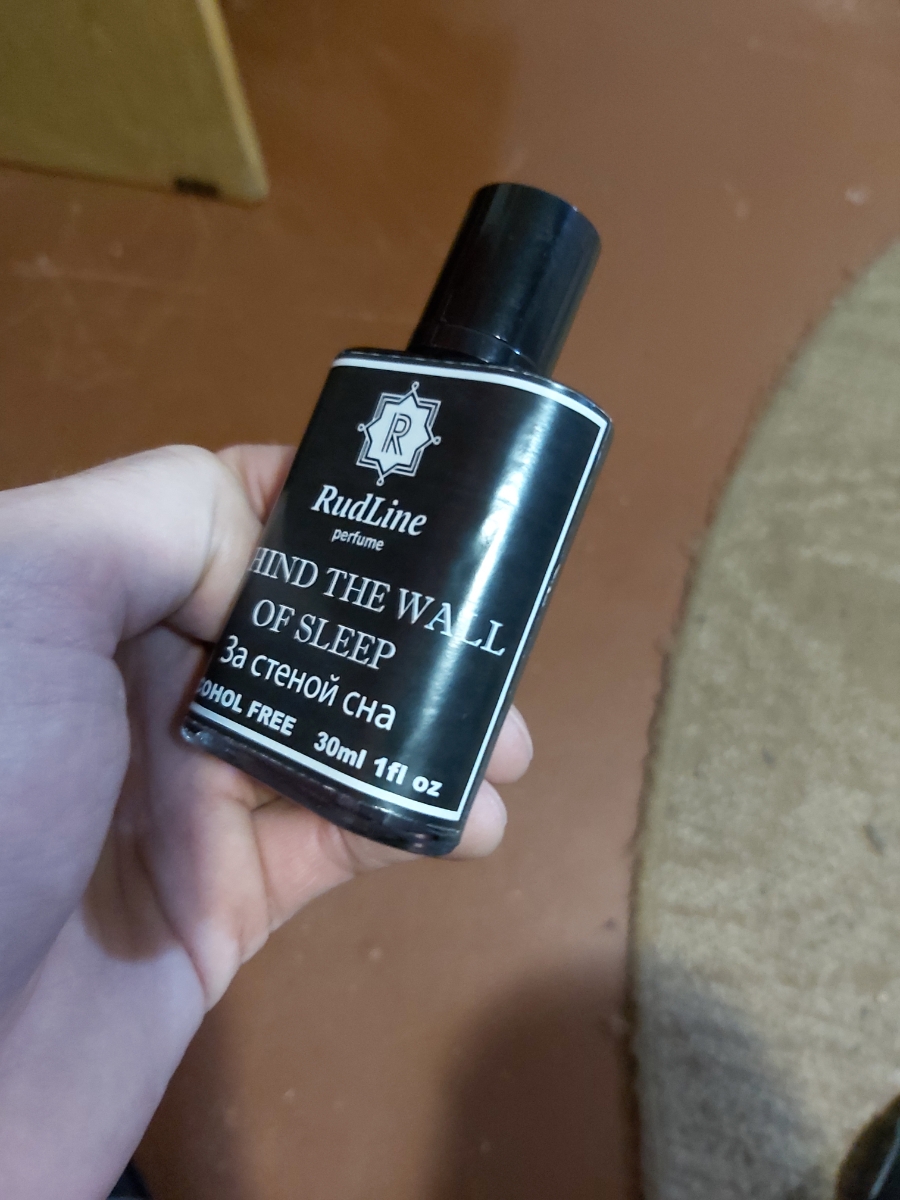 R
RudLine
perfume
HIND THE WALL
OF SLEEP
За стеной сна
COHOL FREE 30ml 1fl oz